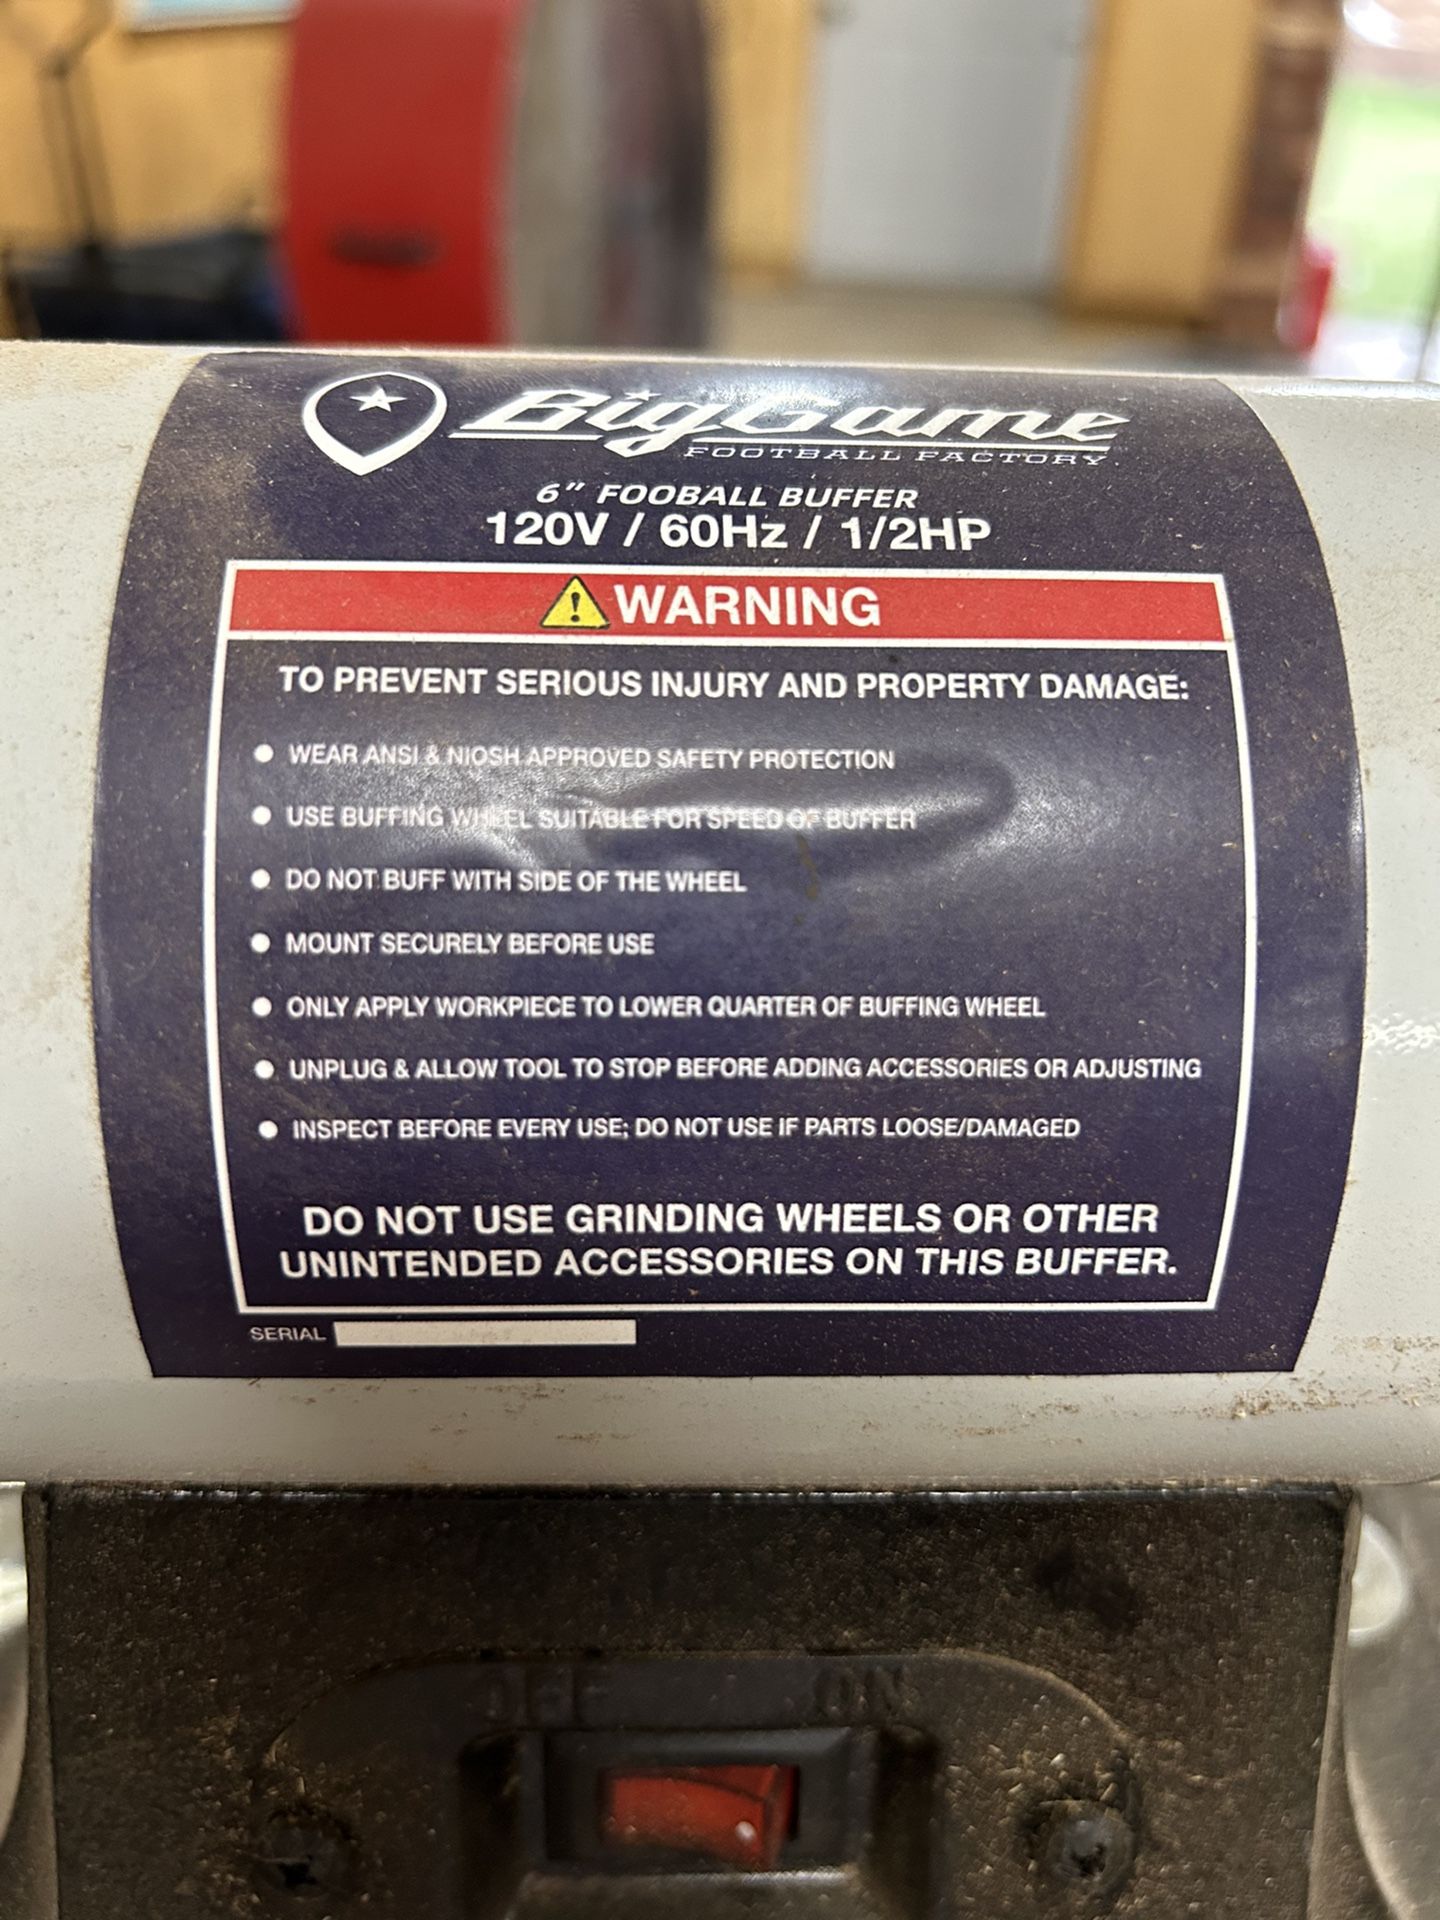 BigGame
FOOTBALL FACTORY
6" FOOBALL BUFFER
120V / 60Hz / 1/2HP
WARNING
TO PREVENT SERIOUS INJURY AND PROPERTY DAMAGE:
● WEAR ANSI & NIOSH APPROVED SAFETY PROTECTION
● USE BUFFING WHEEL SUITABLE FOR SPEED OF BUFFER
● DO NOT BUFF WITH SIDE OF THE WHEEL
● MOUNT SECURELY BEFORE USE
● ONLY APPLY WORKPIECE TO LOWER QUARTER OF BUFFING WHEEL
● UNPLUG & ALLOW TOOL TO STOP BEFORE ADDING ACCESSORIES OR ADJUSTING
● INSPECT BEFORE EVERY USE; DO NOT USE IF PARTS LOOSE/DAMAGED
DO NOT USE GRINDING WHEELS OR OTHER
UNINTENDED ACCESSORIES ON THIS BUFFER.
SERIAL
OFF ON